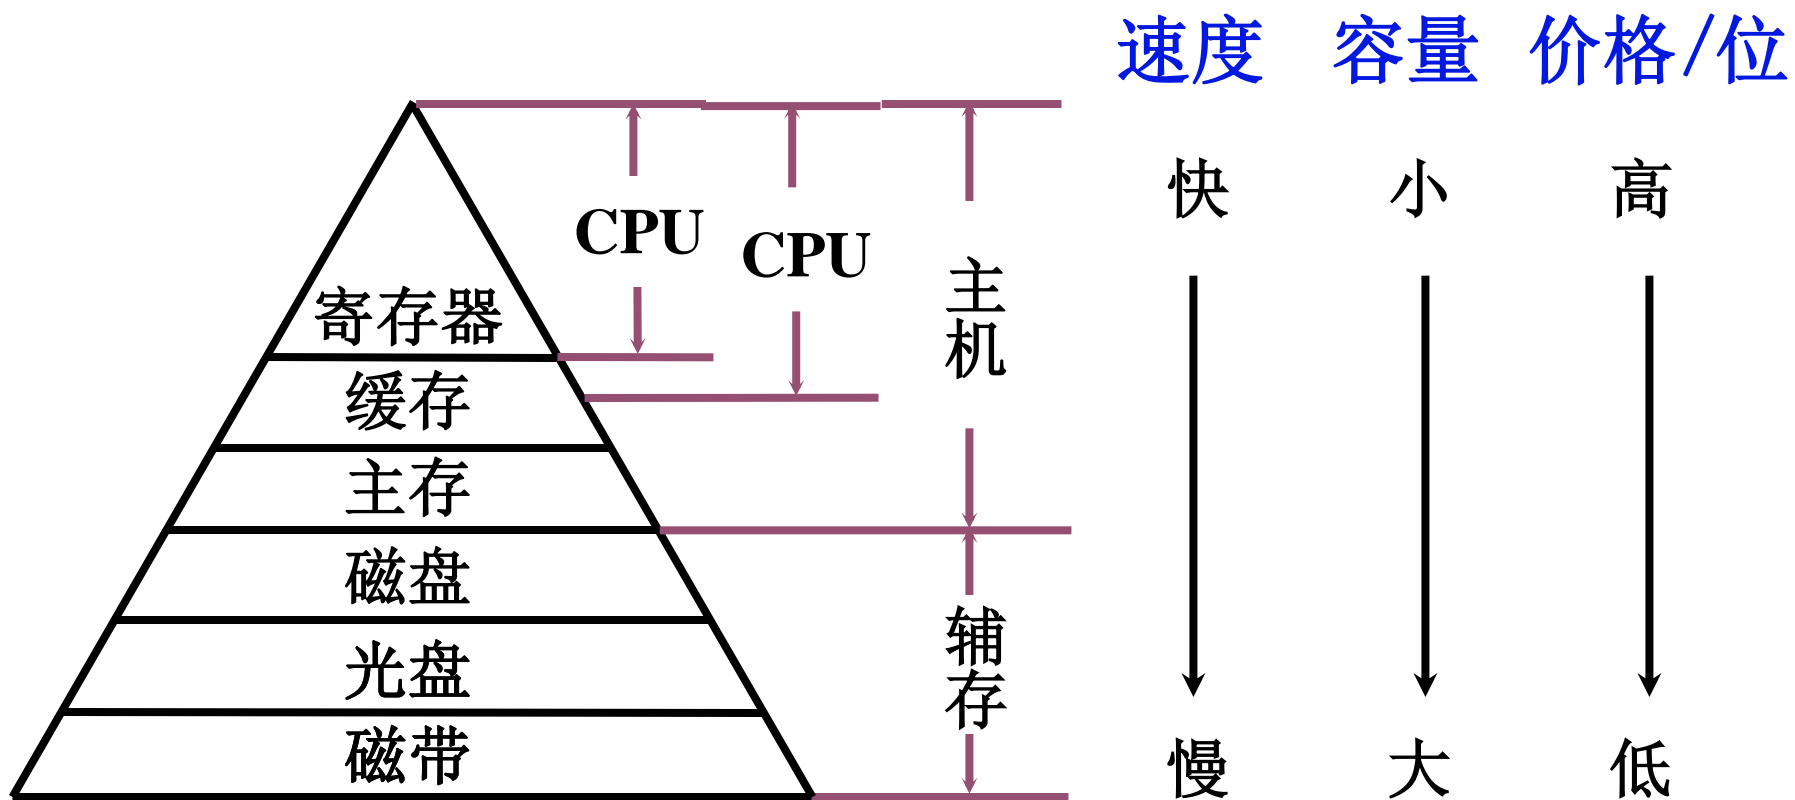 速度 容量 价格/位
快 小 高
CPU
CPU
主机
寄存器
缓存
主存
磁盘
光盘
磁带
辅存
慢 大 低